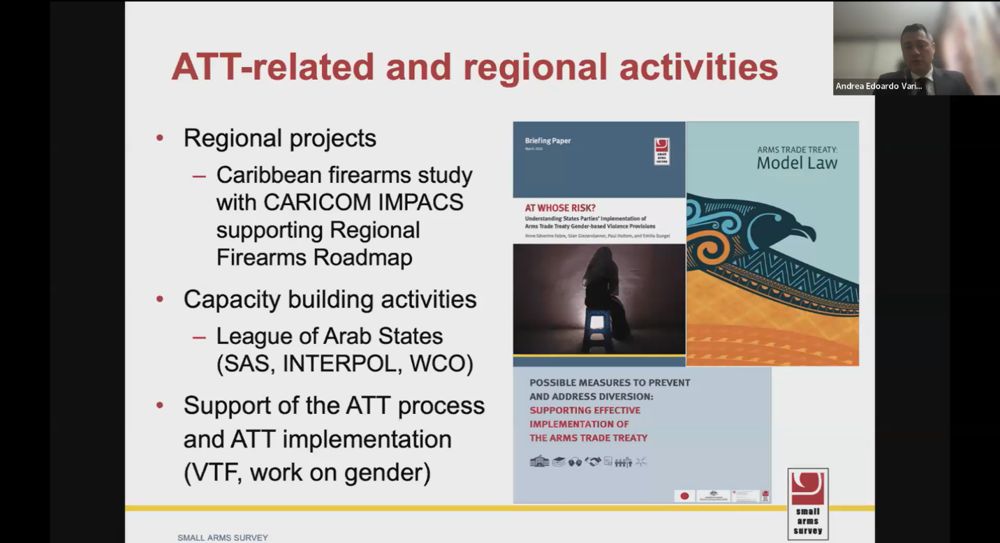 ATT-related and regional activities
Andrea Edoardo Vari...
• Regional projects
– Caribbean firearms study
with CARICOM IMPACS
supporting Regional
Firearms Roadmap
• Capacity building activities
– League of Arab States
(SAS, INTERPOL, WCO)
• Support of the ATT process
and ATT implementation
(VTF, work on gender)
Briefing Paper
small
arms
survey
AT WHOSE RISK?
Understanding States Parties' Implementation of
Arms Trade Treaty Gender-based Violence Provisions
Anne-Séverine Fabre, Gian Giezendanner, Paul Holtom, and Emilia Dungel
ARMS TRADE TREATY:
Model Law
POSSIBLE MEASURES TO PREVENT
AND ADDRESS DIVERSION:
SUPPORTING EFFECTIVE
IMPLEMENTATION OF
THE ARMS TRADE TREATY
small
arms
survey
SMALL ARMS SURVEY